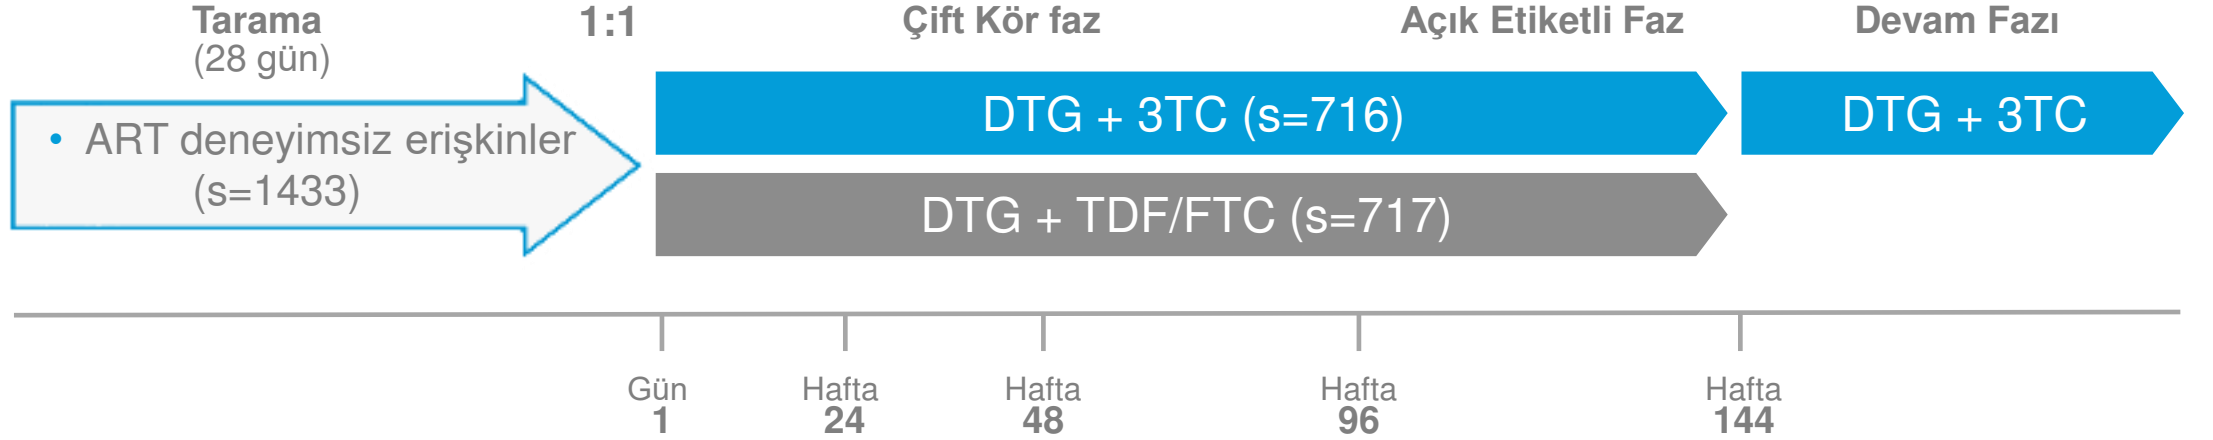 Tarama
(28 gün)
1:1
Çift Kör faz
Açık Etiketli Faz
Devam Fazı
• ART deneyimsiz erişkinler
(s=1433)
DTG + 3TC (s=716)
DTG + 3TC
DTG + TDF/FTC (s=717)
Gün
1
Hafta
24
Hafta
48
Hafta
96
Hafta
144